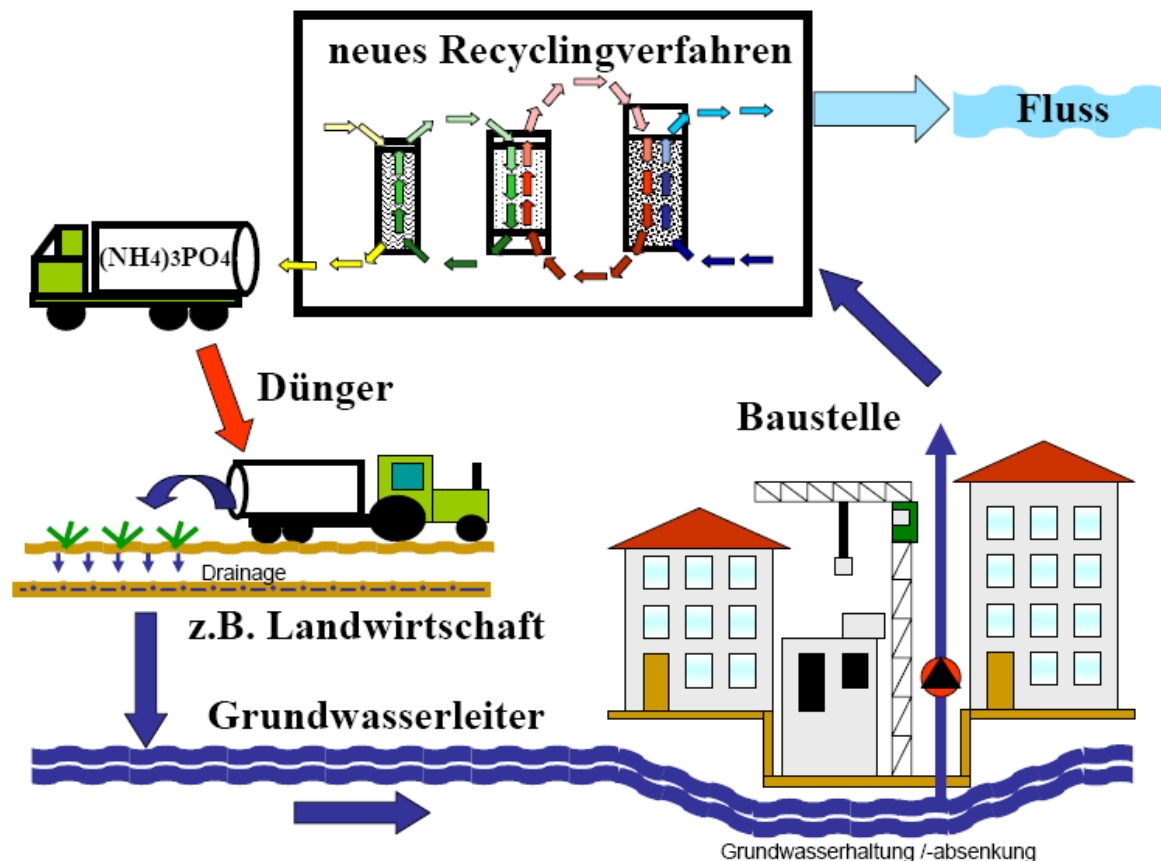 neues Recyclingverfahren
Fluss
(NH4)3PO4
Dünger
Baustelle
Drainage
z.B. Landwirtschaft
Grundwasserleiter
Grundwasserhaltung /-absenkung